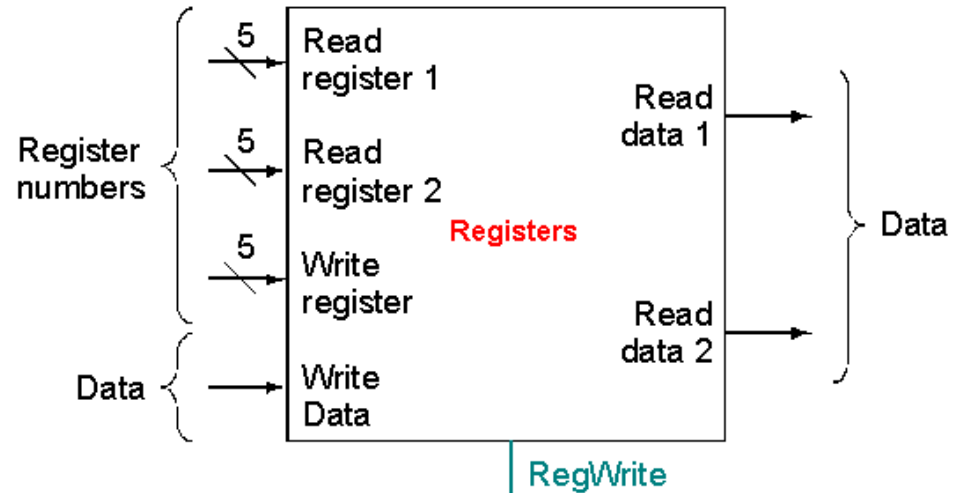 5
Read
register 1
5
Read
register 2
5
Write
register
Write
Data
Register
numbers
Data
Registers
Read
data 1
Read
data 2
Data
RegWrite